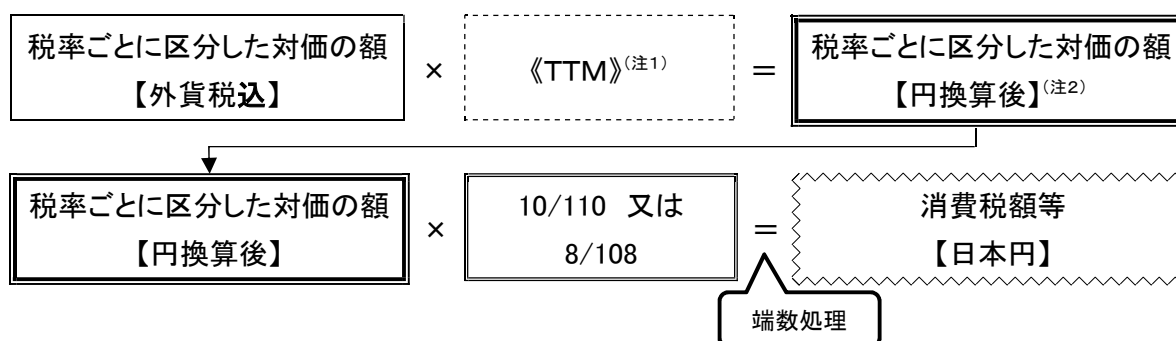 税率ごとに区分した対価の額
【外貨税込】
×
《TTM》(注1)
＝
税率ごとに区分した対価の額
【円換算後】(注2)
税率ごとに区分した対価の額
【円換算後】
×
10/110 又は
8/108
＝
消費税額等
【日本円】
端数処理